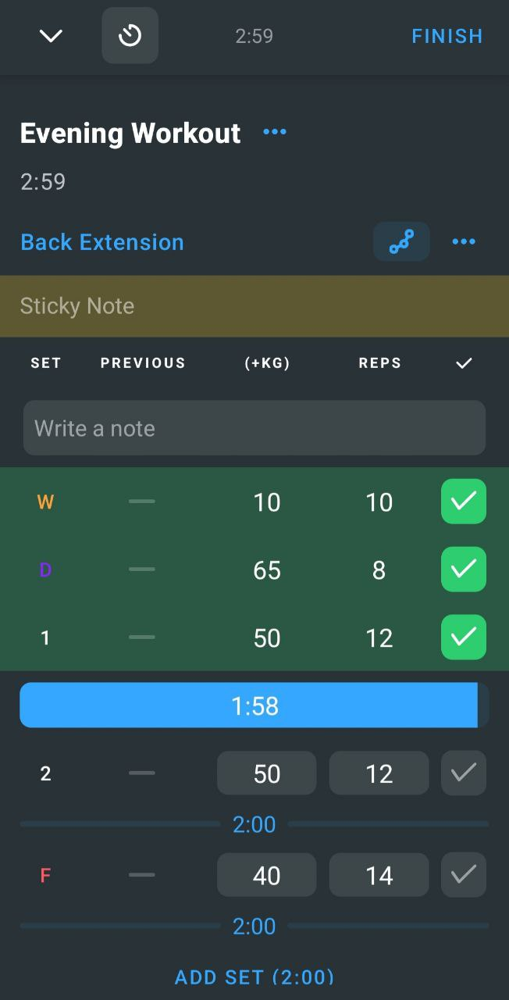 2:59 FINISH
Evening Workout
2:59
Back Extension
Sticky Note
SET PREVIOUS (+KG) REPS
Write a note
W — 10 10
D — 65 8
1 — 50 12
1:58
2 — 50 12
2:00
F — 40 14
2:00
ADD SET (2:00)